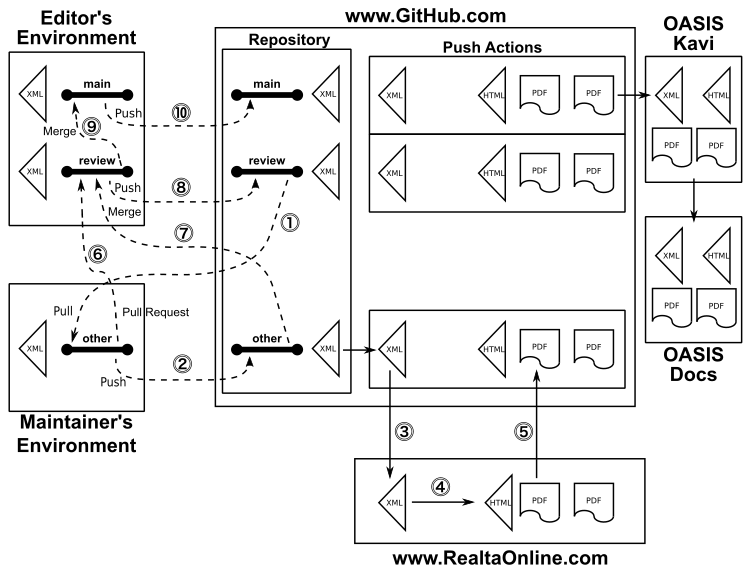 Editor's
Environment
www.GitHub.com
OASIS
Kavi
Repository
Push Actions
XML
main
Push
⑩
main
XML
XML
HTML
PDF
PDF
XML
HTML
PDF
PDF
Merge
⑨
XML
review
Push
⑧
review
XML
XML
HTML
PDF
PDF
Merge
⑦
①
⑥
XML
HTML
PDF
PDF
Pull
Pull Request
XML
other
Push
②
other
XML
XML
HTML
PDF
PDF
OASIS
Docs
Maintainer's
Environment
③
⑤
XML
④
HTML
PDF
PDF
www.RealtaOnline.com